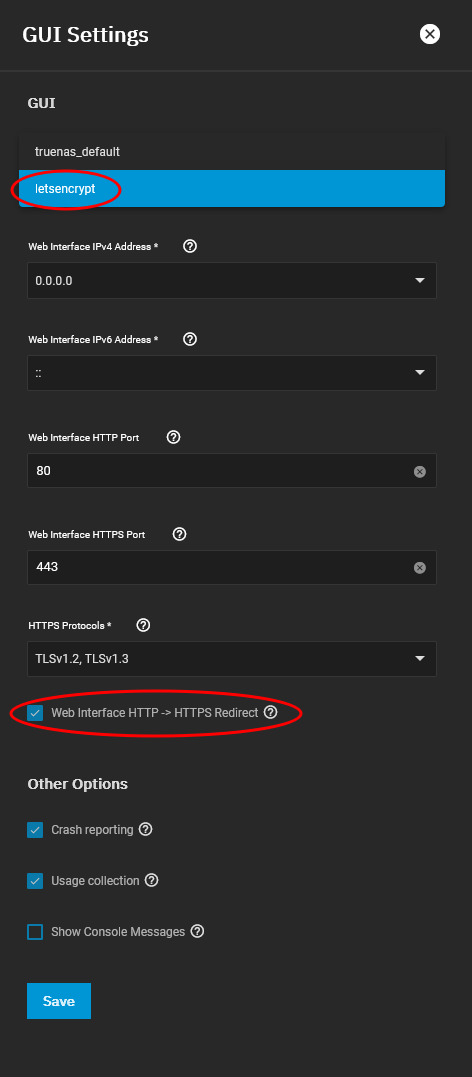 GUI Settings
GUI
truenas_default
letsencrypt
Web Interface IPv4 Address *
0.0.0.0
Web Interface IPv6 Address *
::
Web Interface HTTP Port
80
Web Interface HTTPS Port
443
HTTPS Protocols *
TLSv1.2, TLSv1.3
Web Interface HTTP -> HTTPS Redirect
Other Options
Crash reporting
Usage collection
Show Console Messages
Save